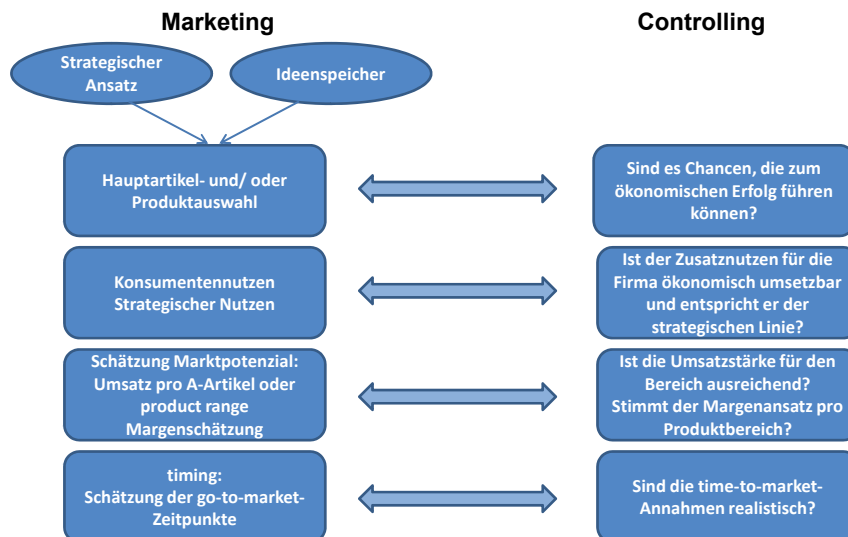 Marketing
Controlling
Strategischer
Ansatz
Ideenspeicher
Hauptartikel- und/ oder
Produktauswahl
Sind es Chancen, die zum
ökonomischen Erfolg führen
können?
Konsumentennutzen
Strategischer Nutzen
Ist der Zusatznutzen für die
Firma ökonomisch umsetzbar
und entspricht er der
strategischen Linie?
Schätzung Marktpotenzial:
Umsatz pro A-Artikel oder
product range
Margenschätzung
Ist die Umsatzstärke für den
Bereich ausreichend?
Stimmt der Margenansatz pro
Produktbereich?
timing:
Schätzung der go-to-market-
Zeitpunkte
Sind die time-to-market-
Annahmen realistisch?